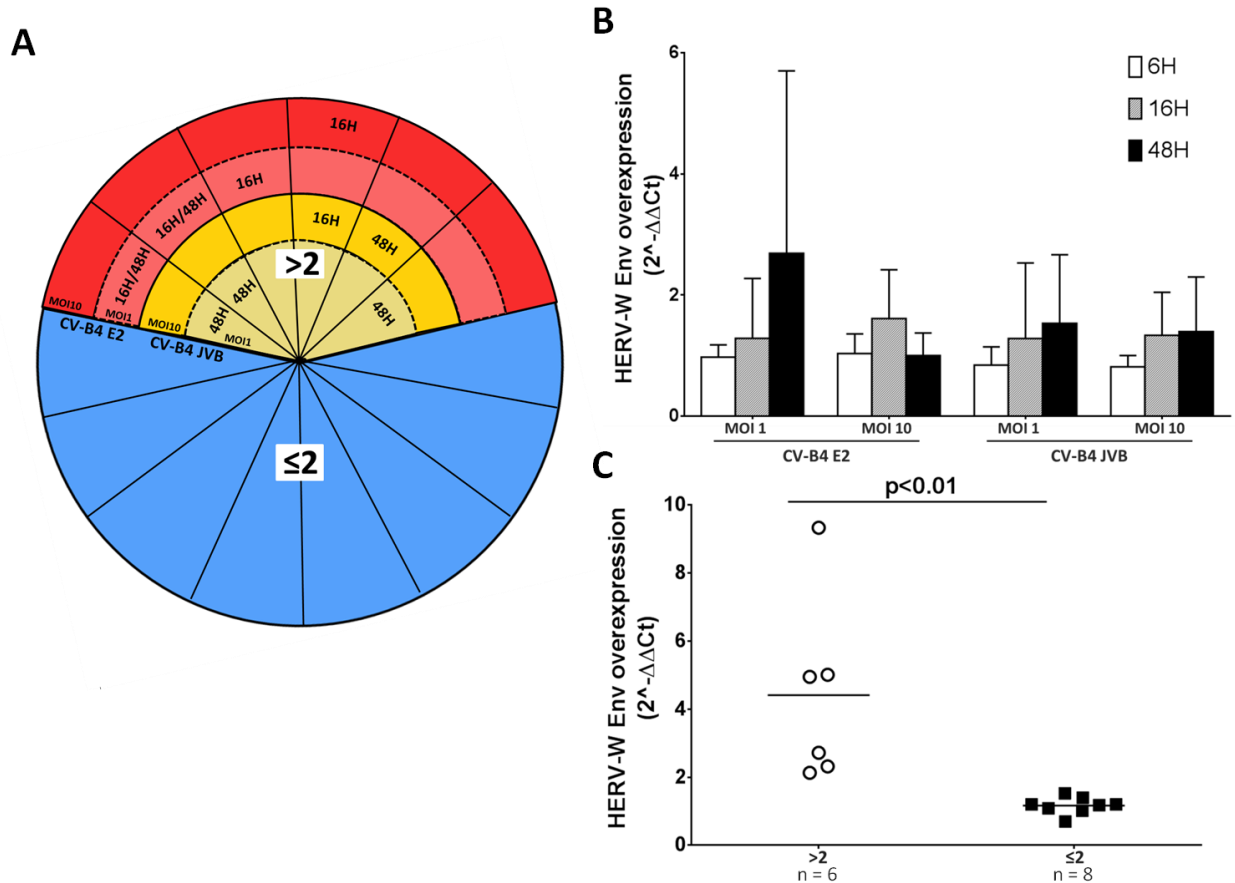 A
16H
16H
16H/48H
16H/48H
16H
48H
48H
48H
48H
>2
MOI10
MOI1
MOI10
MOI1
CV-B4 E2
CV-B4 JVB
≤2
B
HERV-W Env overexpression
(2^-ΔΔCt)
6
4
2
0
6H
16H
48H
MOI 1
MOI 10
MOI 1
MOI 10
CV-B4 E2
CV-B4 JVB
C
p<0.01
HERV-W Env overexpression
(2^-ΔΔCt)
10
8
6
4
2
0
>2
≤2
n = 6
n = 8